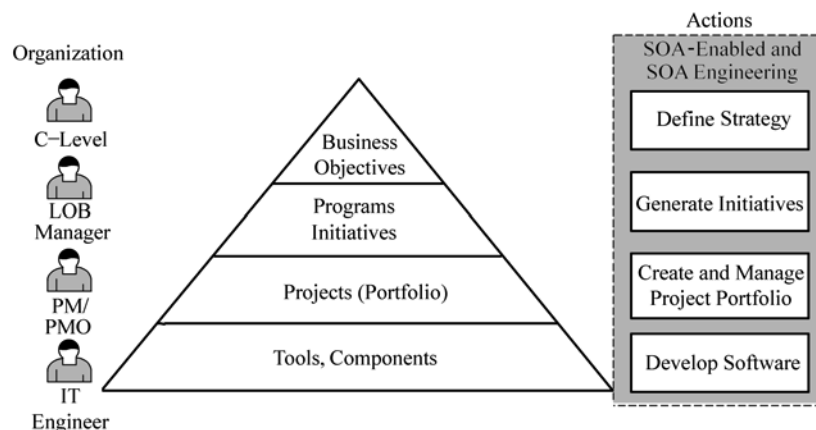 Actions
Organization
SOA-Enabled and
SOA Engineering
C-Level
LOB
Manager
PM/
PMO
IT
Engineer
Business
Objectives
Programs
Initiatives
Projects (Portfolio)
Tools, Components
Define Strategy
Generate Initiatives
Create and Manage
Project Portfolio
Develop Software